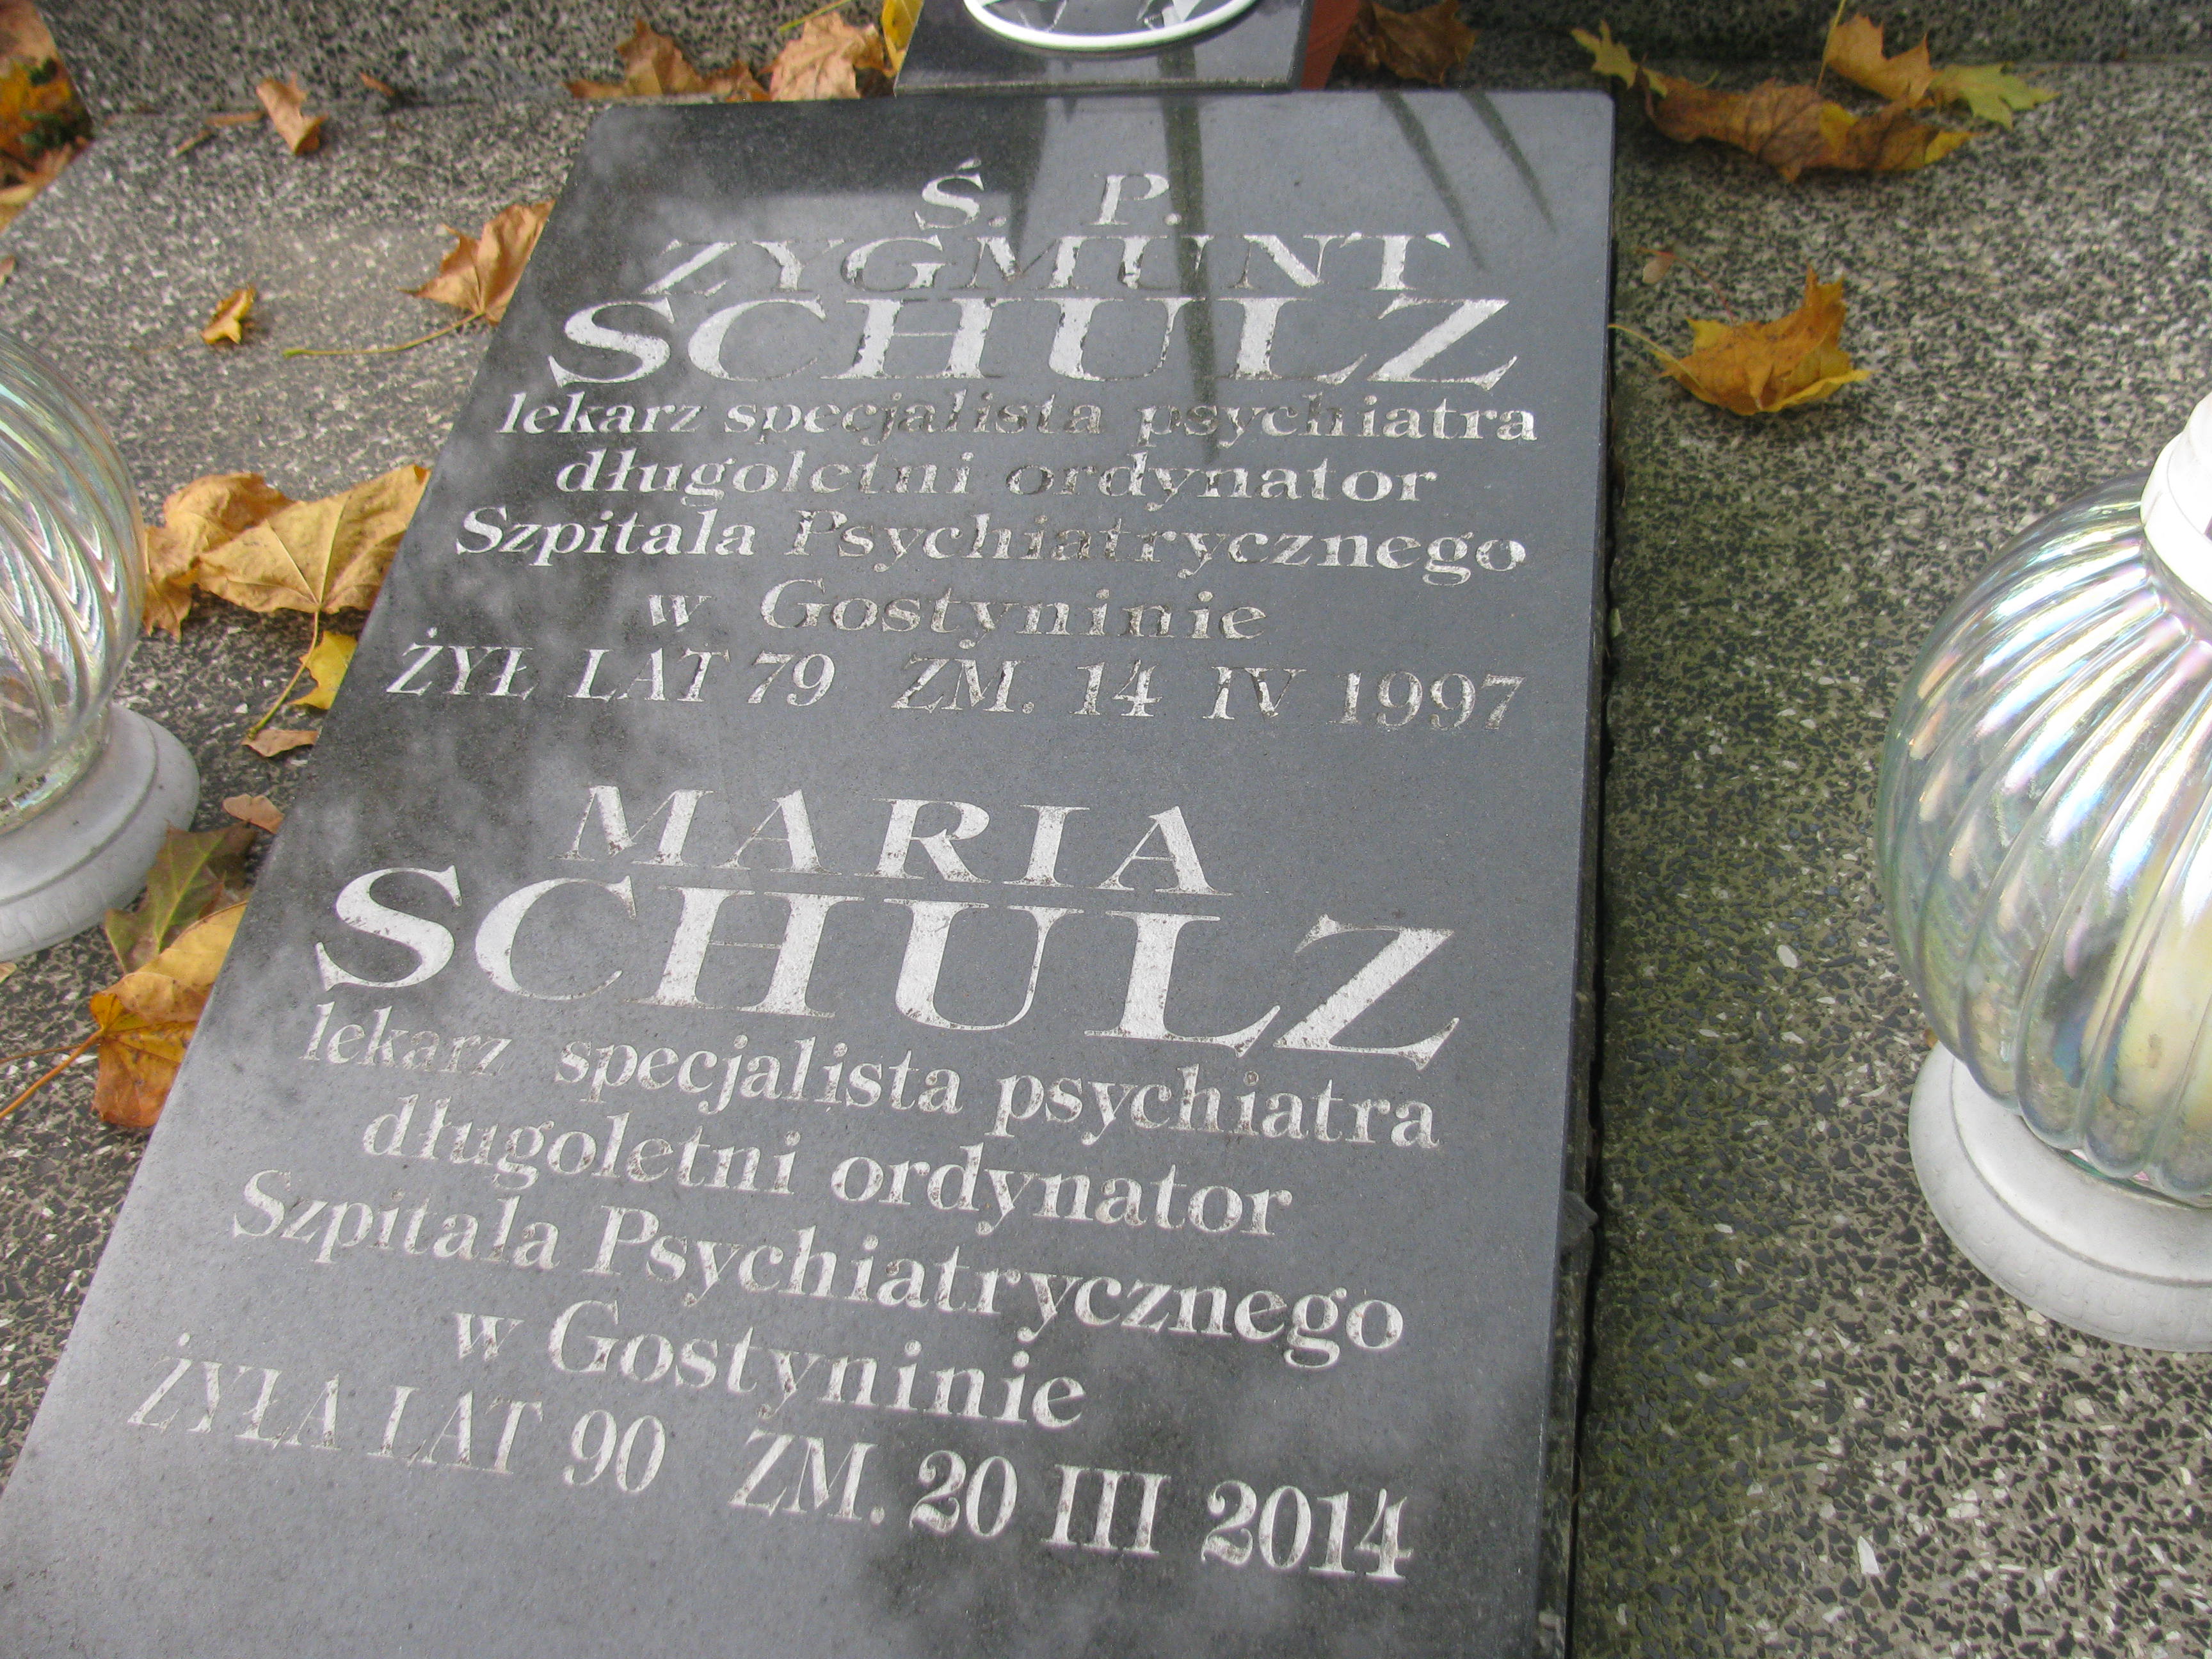 Ś. P.
ZYGMUNT
SCHULZ
lekarz specjalista psychiatra
długoletni ordynator
Szpitala Psychiatrycznego
w Gostyninie
ŻYŁ LAT 79 ZM. 14 IV 1997
MARIA
SCHULZ
lekarz specjalista psychiatra
długoletni ordynator
Szpitala Psychiatrycznego
w Gostyninie
ŻYŁA LAT 90 ZM. 20 III 2014